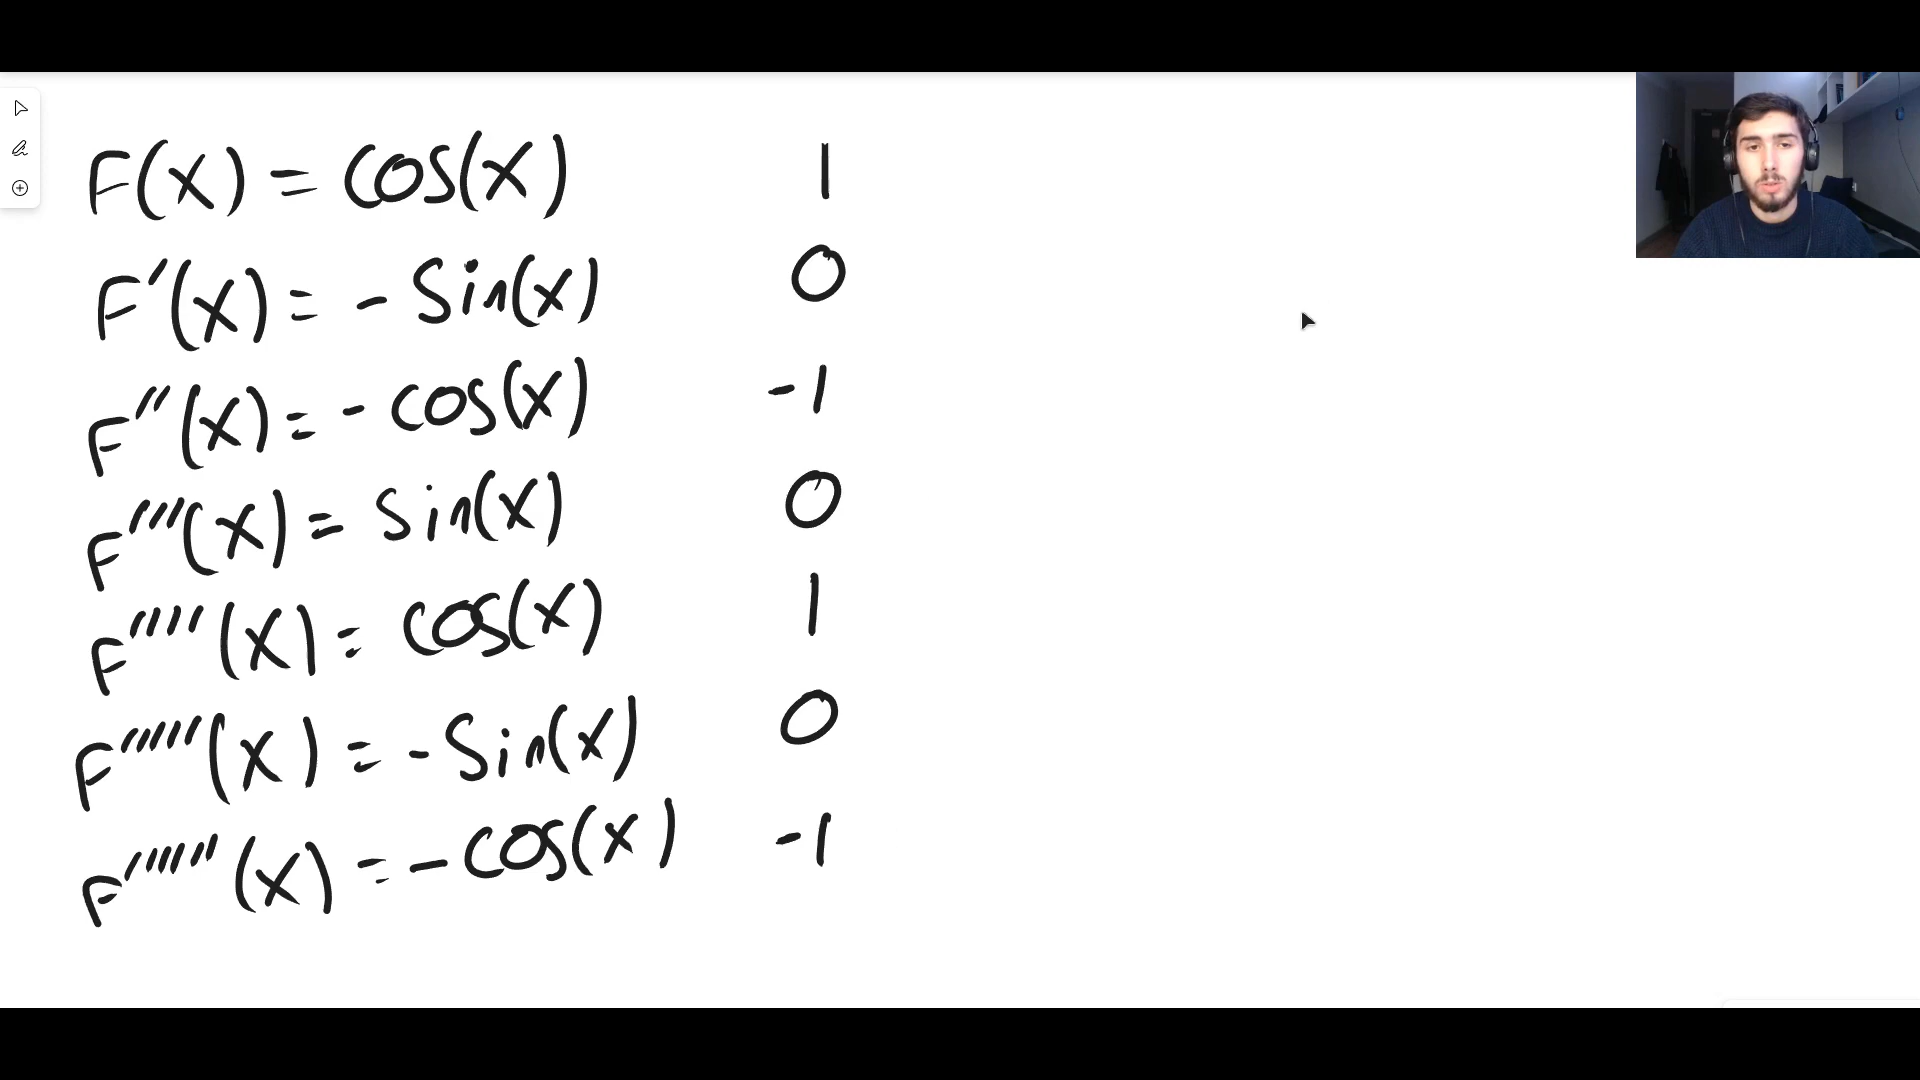 F(x) = cos(x) 1
F'(x) = - sin(x) 0
F''(x) = - cos(x) -1
F'''(x) = sin(x) 0
F''''(x) = cos(x) 1
F'''''(x) = - sin(x) 0
F''''''(x) = - cos(x) -1